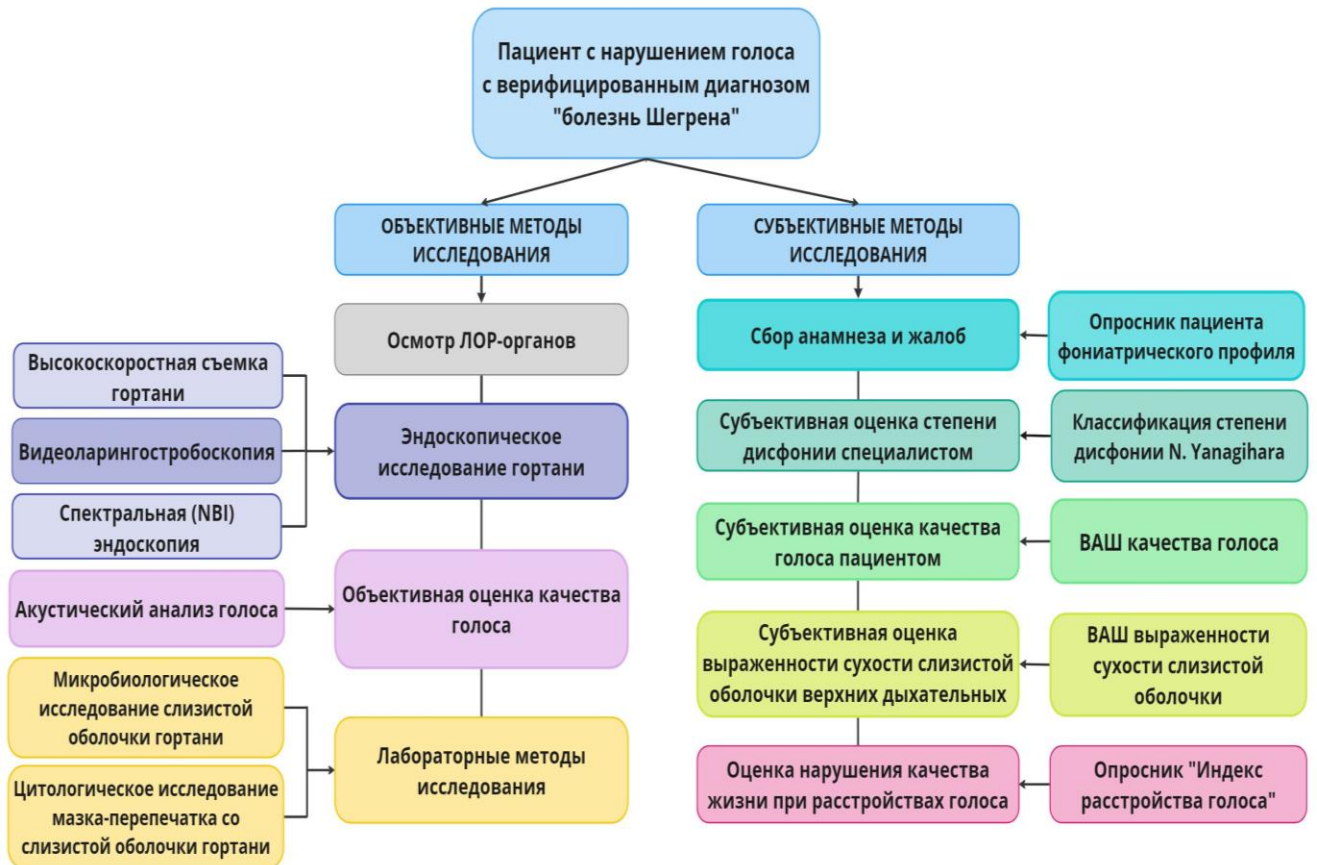 Пациент с нарушением голоса
с верифицированным диагнозом
"болезнь Шегрена"
ОБЪЕКТИВНЫЕ МЕТОДЫ
ИССЛЕДОВАНИЯ
СУБЪЕКТИВНЫЕ МЕТОДЫ
ИССЛЕДОВАНИЯ
Осмотр ЛОР-органов
Сбор анамнеза и жалоб
Опросник пациента
фониатрического профиля
Высокоскоростная съемка
гортани
Видеоларингостробоскопия
Спектральная (NBI)
эндоскопия
Эндоскопическое
исследование гортани
Субъективная оценка степени
дисфонии специалистом
Классификация степени
дисфонии N. Yanagihara
Субъективная оценка качества
голоса пациентом
ВАШ качества голоса
Акустический анализ голоса
Объективная оценка качества
голоса
Субъективная оценка
выраженности сухости слизистой
оболочки верхних дыхательных
ВАШ выраженности
сухости слизистой
оболочки
Микробиологическое
исследование слизистой
оболочки гортани
Цитологическое исследование
мазка-перепечатка со
слизистой оболочки гортани
Лабораторные методы
исследования
Оценка нарушения качества
жизни при расстройствах голоса
Опросник "Индекс
расстройства голоса"